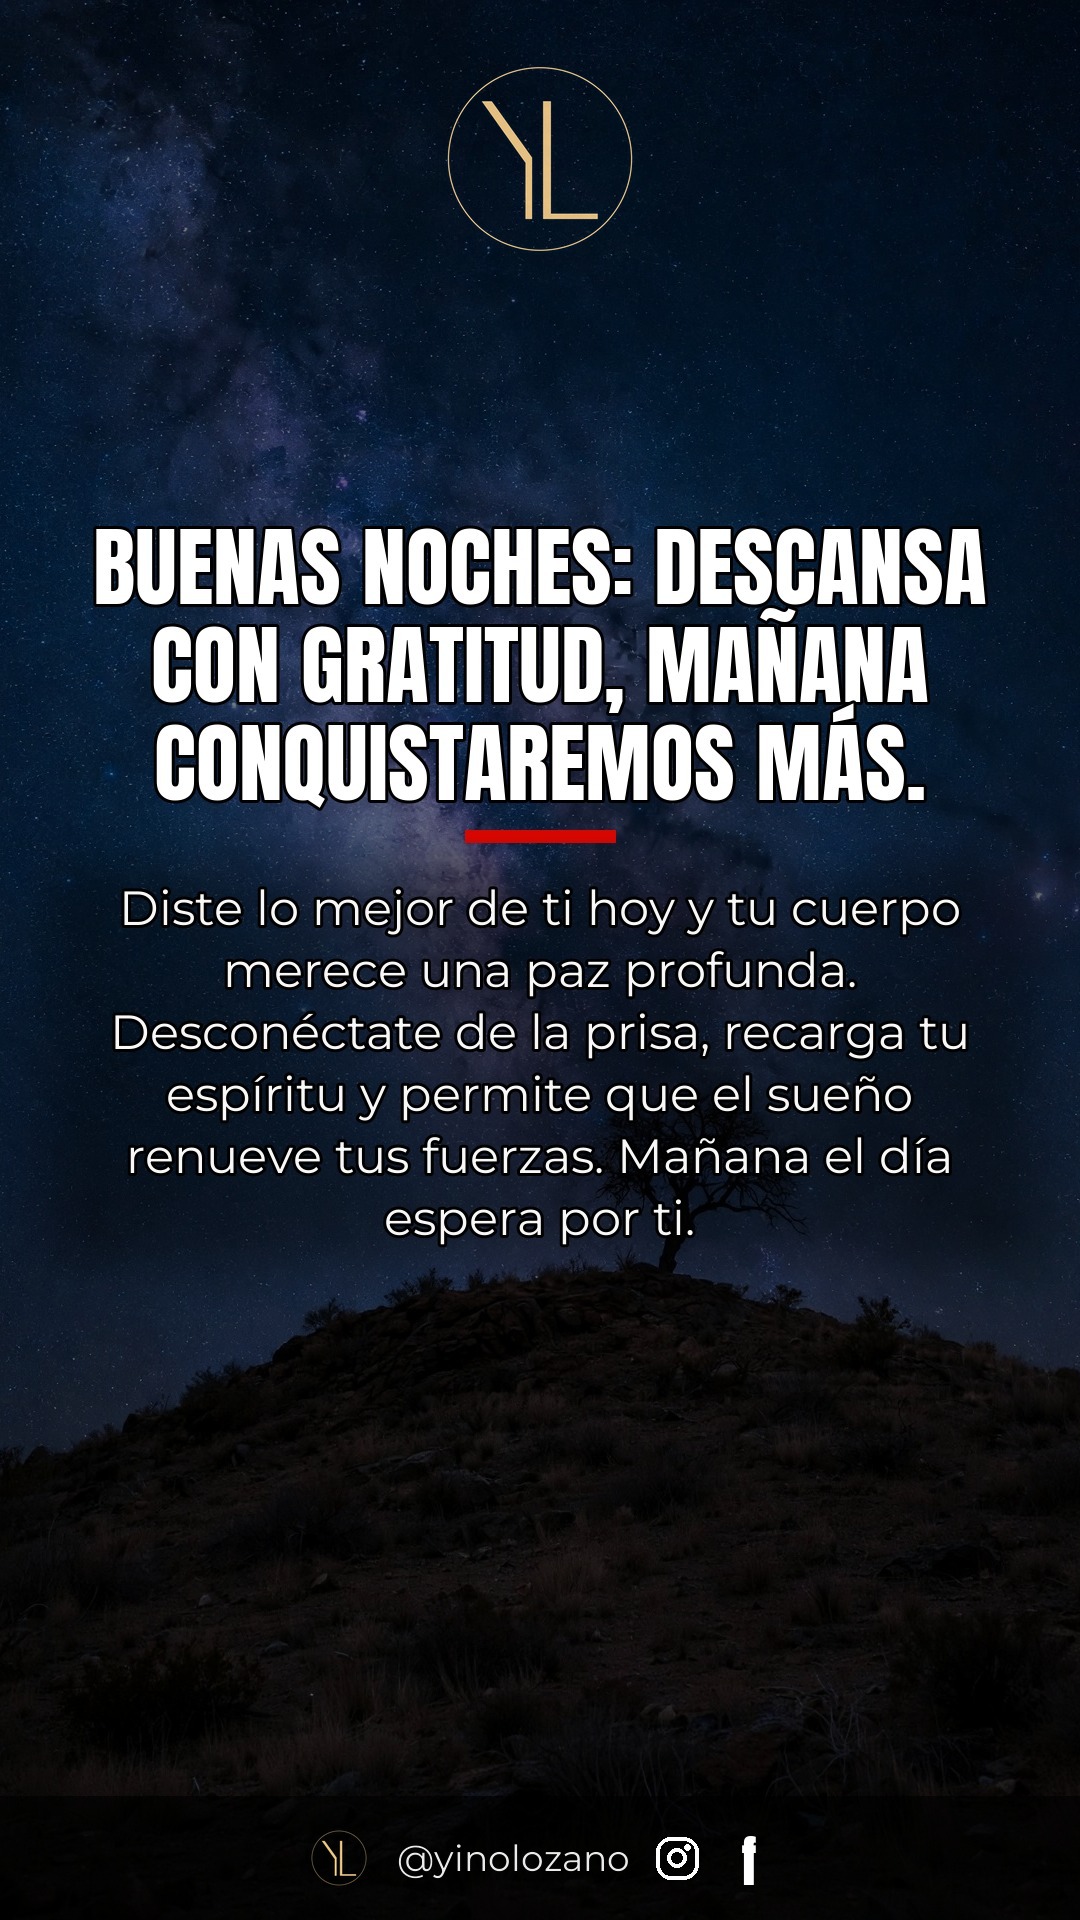 YL
BUENAS NOCHES: DESCANSA
CON GRATITUD, MAÑANA
CONQUISTAREMOS MÁS.
Diste lo mejor de ti hoy y tu cuerpo
merece una paz profunda.
Desconéctate de la prisa, recarga tu
espíritu y permite que el sueño
renueve tus fuerzas. Mañana el día
espera por ti.
YL @yinolozano